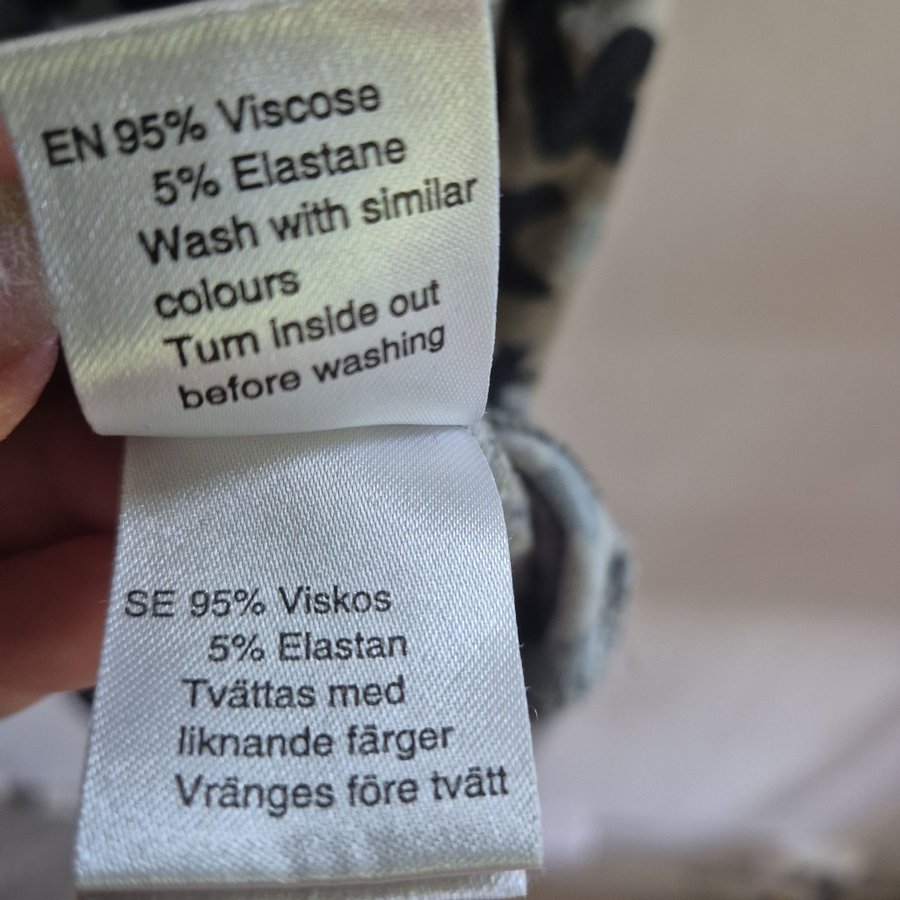 EN 95% Viscose
5% Elastane
Wash with similar
colours
Turn inside out
before washing
SE 95% Viskos
5% Elastan
Tvättas med
liknande färger
Vränges före tvätt